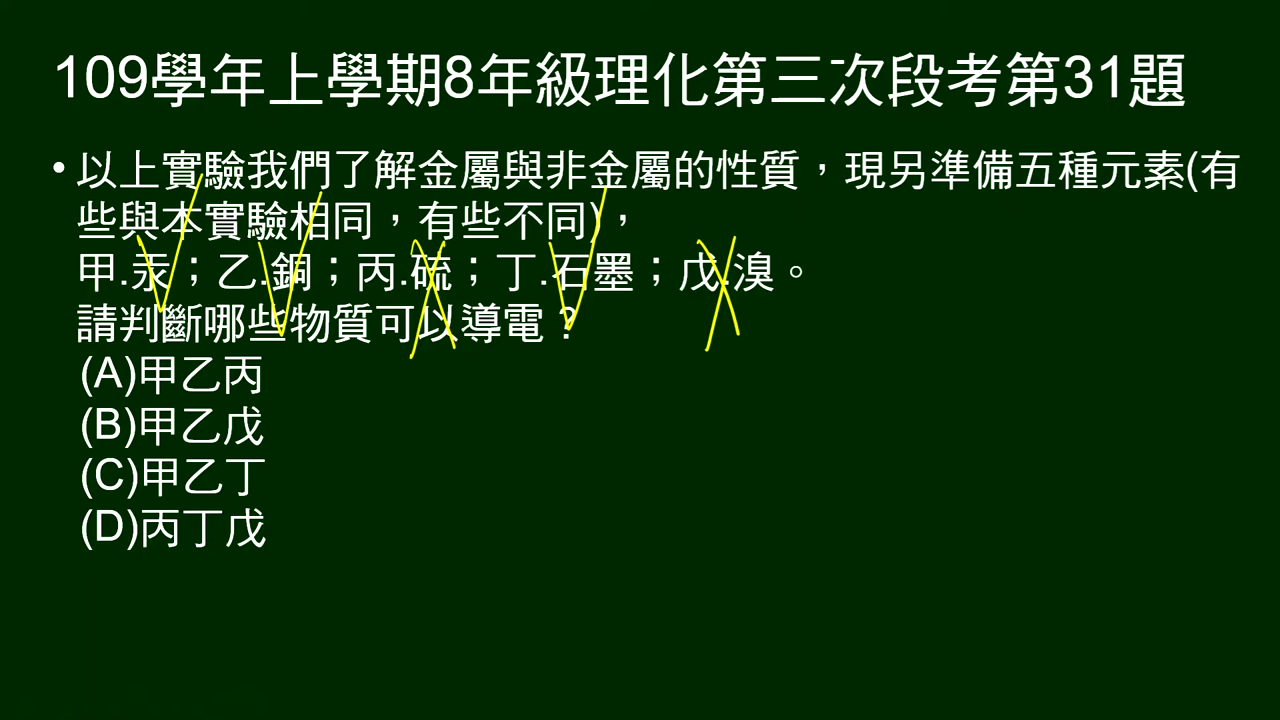 109學年上學期8年級理化第三次段考第31題
•以上實驗我們了解金屬與非金屬的性質，現另準備五種元素(有
些與本實驗相同，有些不同)，
甲.汞；乙.銅；丙.硫；丁.石墨；戊.溴。
請判斷哪些物質可以導電？
(A)甲乙丙
(B)甲乙戊
(C)甲乙丁
(D)丙丁戊